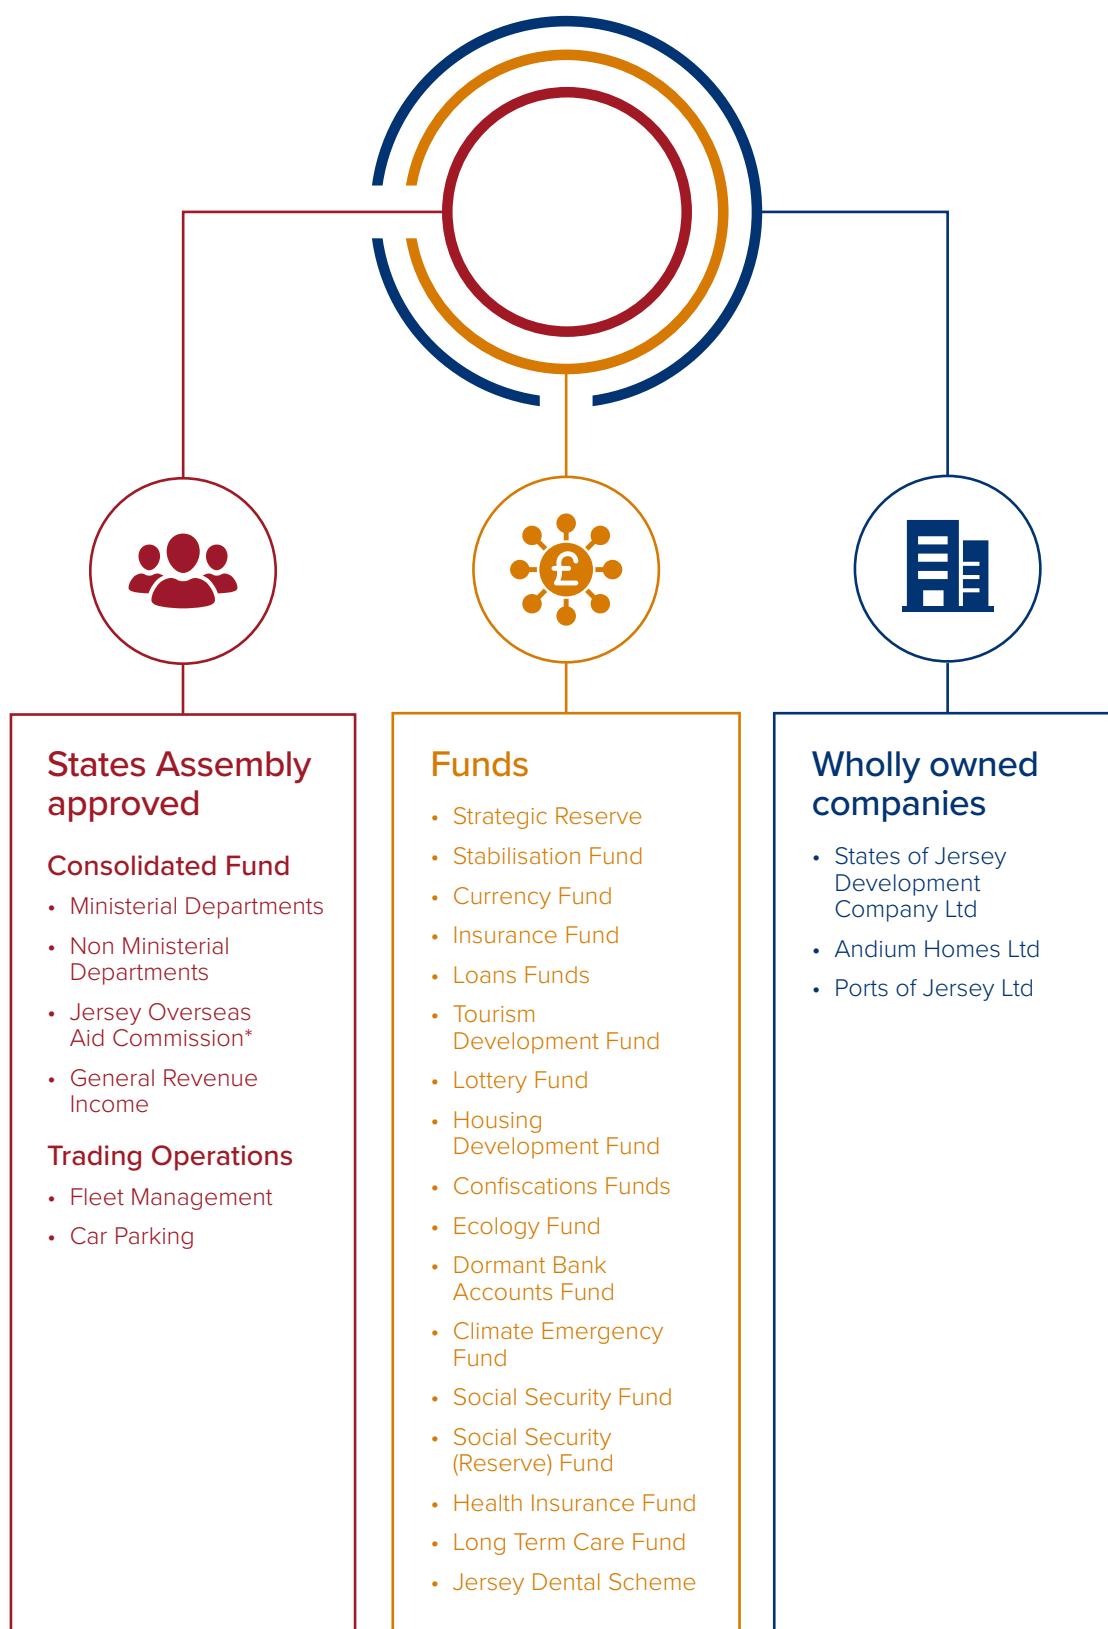 £
States Assembly
approved
Consolidated Fund
• Ministerial Departments
• Non Ministerial
Departments
• Jersey Overseas
Aid Commission*
• General Revenue
Income
Trading Operations
• Fleet Management
• Car Parking
Funds
• Strategic Reserve
• Stabilisation Fund
• Currency Fund
• Insurance Fund
• Loans Funds
• Tourism
Development Fund
• Lottery Fund
• Housing
Development Fund
• Confiscations Funds
• Ecology Fund
• Dormant Bank
Accounts Fund
• Climate Emergency
Fund
• Social Security Fund
• Social Security
(Reserve) Fund
• Health Insurance Fund
• Long Term Care Fund
• Jersey Dental Scheme
Wholly owned
companies
• States of Jersey
Development
Company Ltd
• Andium Homes Ltd
• Ports of Jersey Ltd